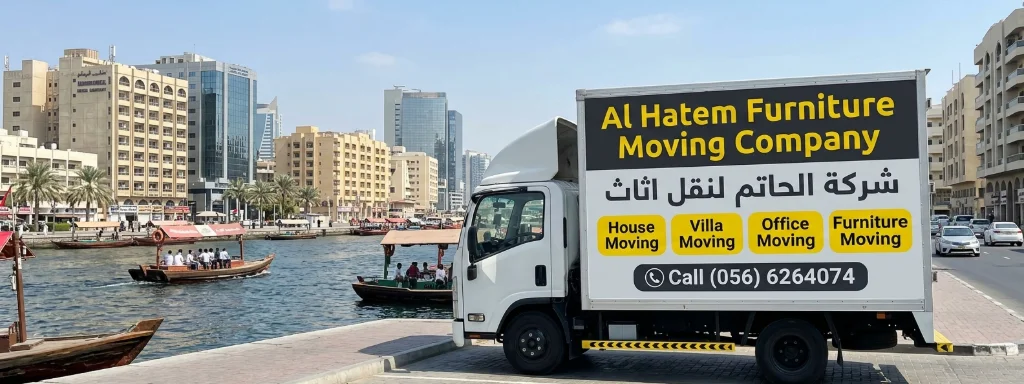 Al Hatem Furniture
Moving Company
شركة الحاتم لنقل اثاث
House
Moving
Villa
Moving
Office
Moving
Furniture
Moving
Call (056) 6264074